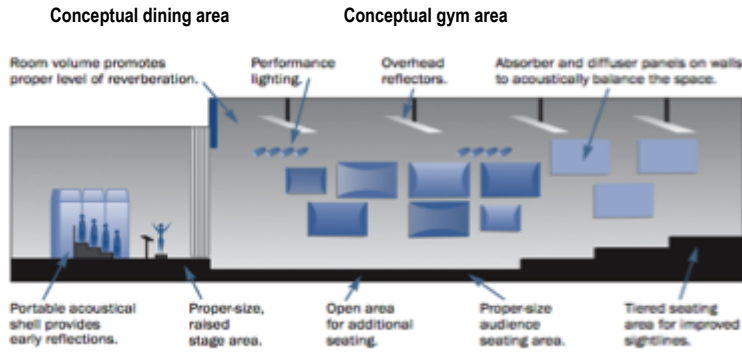 Conceptual dining area
Conceptual gym area
Room volume promotes
proper level of reverberation.
Performance
lighting.
Overhead
reflectors.
Absorber and diffuser panels on walls
to acoustically balance the space.
Portable acoustical
shell provides
early reflections.
Proper-size,
raised
stage area.
Open area
for additional
seating.
Proper-size
audience
seating area.
Tiered seating
area for improved
sightlines.